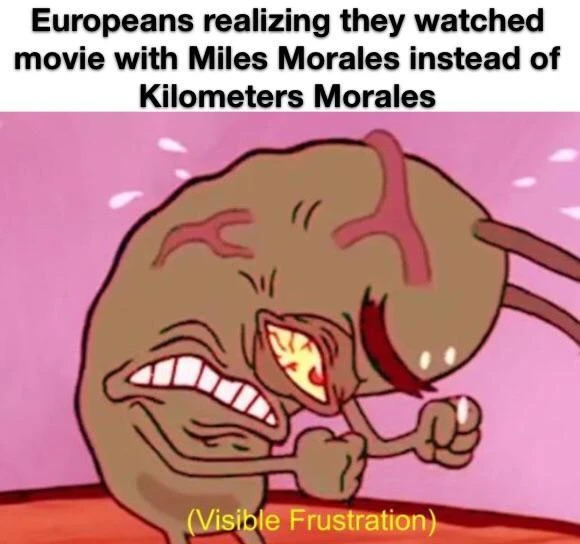 Europeans realizing they watched
movie with Miles Morales instead of
Kilometers Morales
(Visible Frustration)